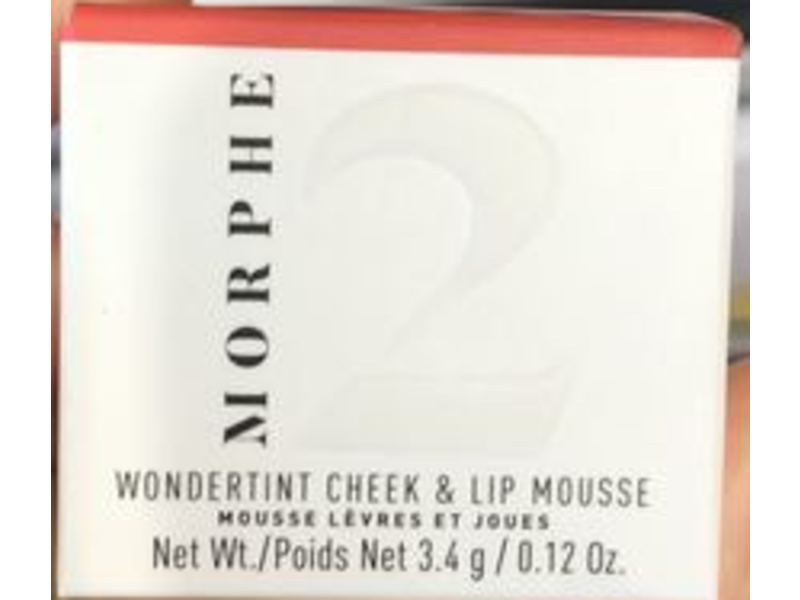 MORPHE
2
WONDERTINT CHEEK & LIP MOUSSE
MOUSSE LÈVRES ET JOUES
Net Wt./Poids Net 3.4 g / 0.12 Oz.